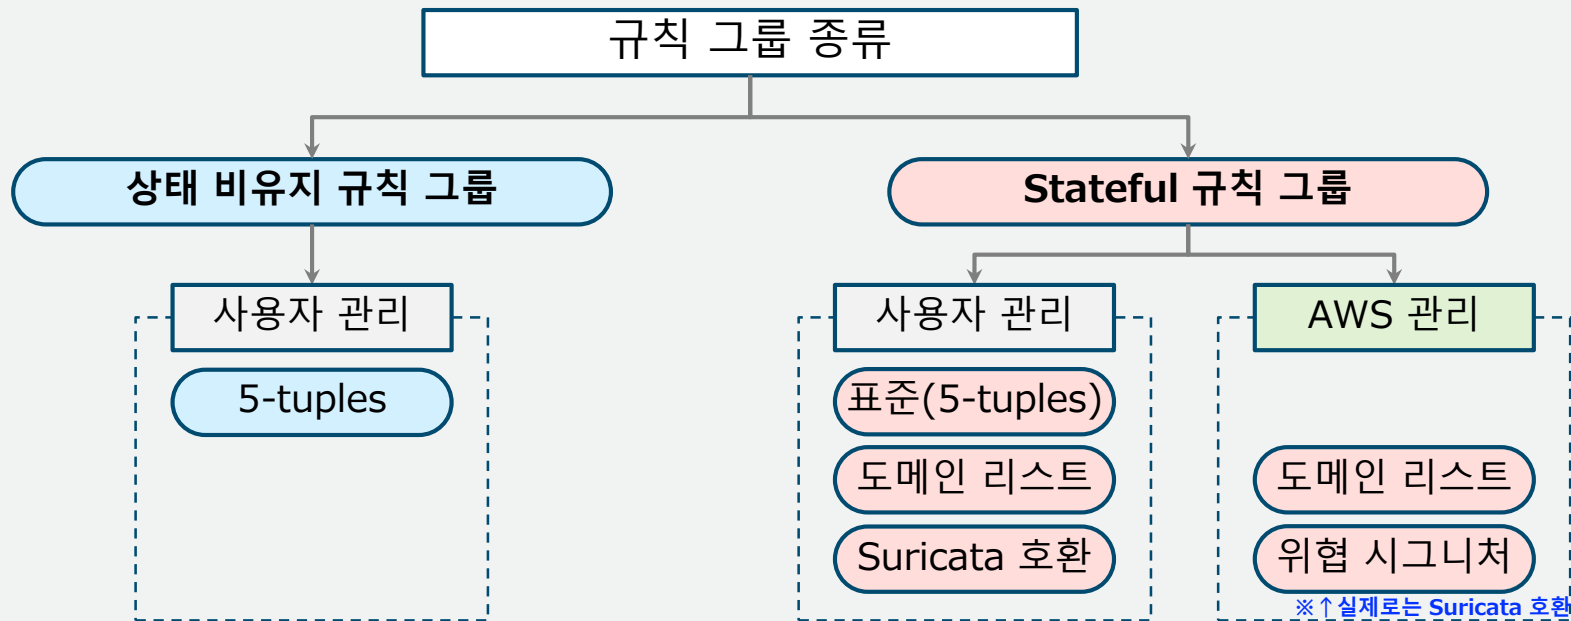 규칙 그룹 종류
상태 비유지 규칙 그룹
Stateful 규칙 그룹
사용자 관리
사용자 관리
AWS 관리
5-tuples
표준(5-tuples)
도메인 리스트
도메인 리스트
Suricata 호환
위협 시그니처
※↑실제로는 Suricata 호환